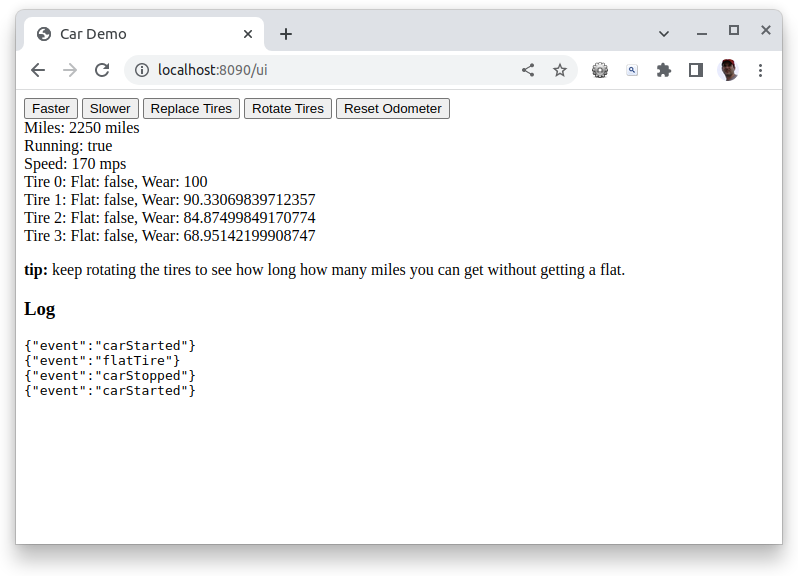 Car Demo
localhost:8090/ui
Faster Slower Replace Tires Rotate Tires Reset Odometer
Miles: 2250 miles
Running: true
Speed: 170 mps
Tire 0: Flat: false, Wear: 100
Tire 1: Flat: false, Wear: 90.33069839712357
Tire 2: Flat: false, Wear: 84.87499849170774
Tire 3: Flat: false, Wear: 68.95142199908747
tip: keep rotating the tires to see how long how many miles you can get without getting a flat.
Log
{"event":"carStarted"}
{"event":"flatTire"}
{"event":"carStopped"}
{"event":"carStarted"}